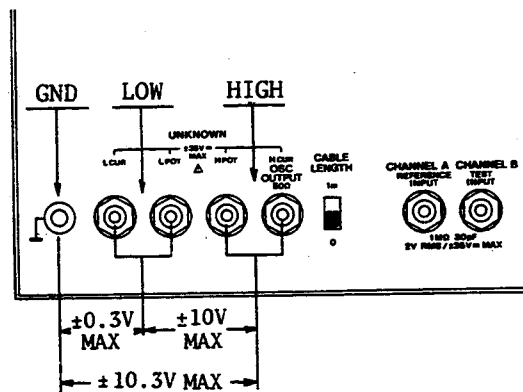 GND LOW HIGH
UNKNOWN
±35V⎓
MAX
L CUR L POT H POT H CUR
OSC
OUTPUT
50Ω
CABLE
LENGTH
1m
0
CHANNEL A CHANNEL B
REFERENCE TEST
INPUT INPUT
1MΩ 30pF
2V RMS/±35V⎓MAX
±0.3V ±10V
MAX MAX
±10.3V MAX